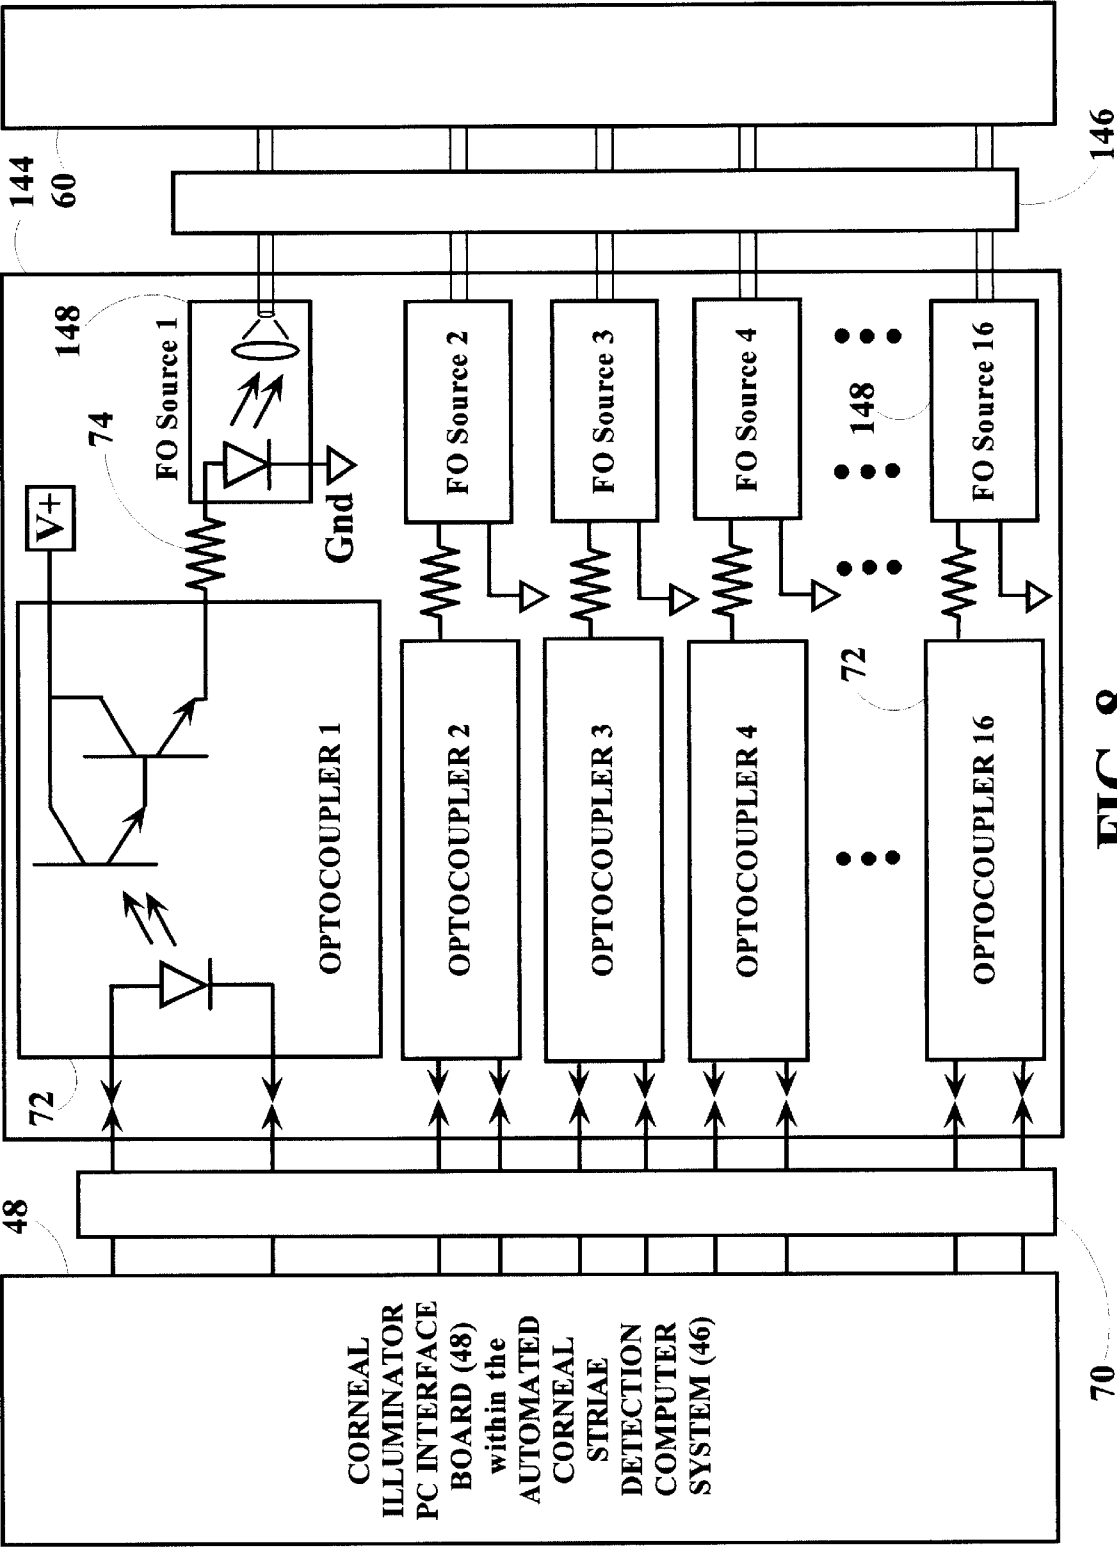 48
CORNEAL
ILLUMINATOR
PC INTERFACE
BOARD (48)
within the
AUTOMATED
CORNEAL
STRIAE
DETECTION
COMPUTER
SYSTEM (46)
70
72
OPTOCOUPLER 1
V+
74
Gnd
FO Source 1
148
144
60
OPTOCOUPLER 2
FO Source 2
OPTOCOUPLER 3
FO Source 3
OPTOCOUPLER 4
FO Source 4
72
148
OPTOCOUPLER 16
FO Source 16
146
FIG. 8